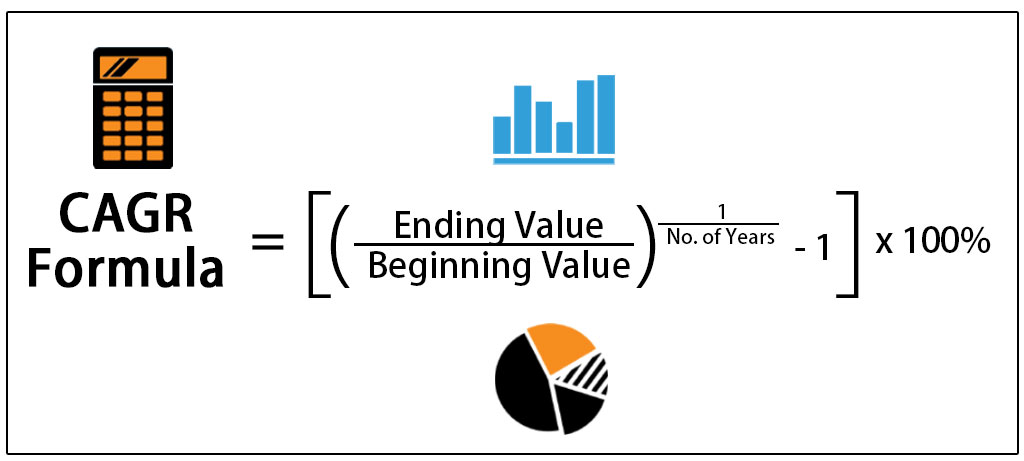 CAGR
Formula
=
[(Ending Value
Beginning Value)
1
No. of Years
- 1]
x 100%